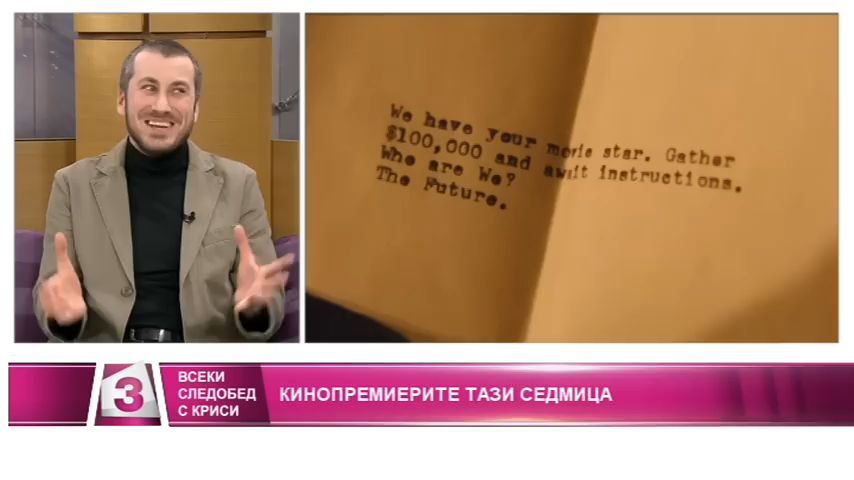 We have your movie star. Gather
$100,000 and await instructions.
Who are We?
The Future.
3
ВСЕКИ
СЛЕДОБЕД
С КРИСИ
КИНОПРЕМИЕРИТЕ ТАЗИ СЕДМИЦА